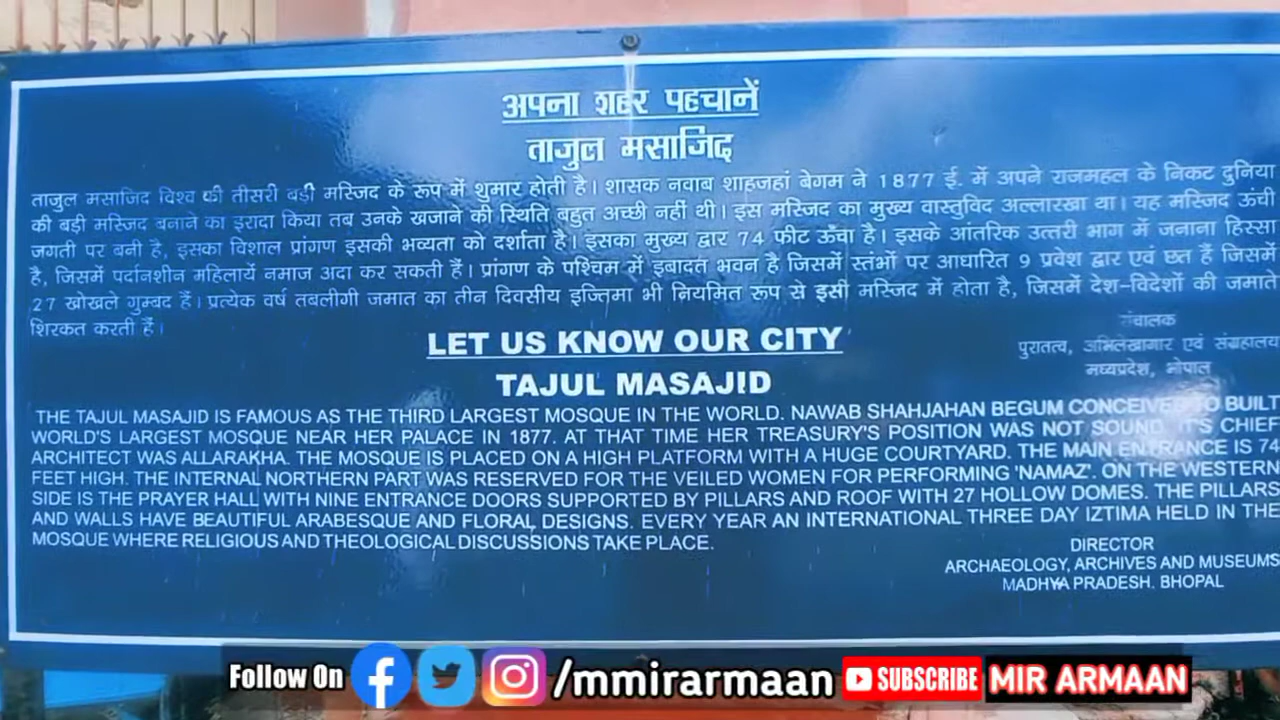 अपना शहर पहचानें
ताजुल मसाजिद
ताजुल मसाजिद विश्व की तीसरी बड़ी मस्जिद के रूप में शुमार होती है। शासक नवाब शाहजहां बेगम ने 1877 ई. में अपने राजमहल के निकट दुनिया
की बड़ी मस्जिद बनाने का इरादा किया तब उनके खजाने की स्थिति बहुत अच्छी नहीं थी। इस मस्जिद का मुख्य वास्तुविद अल्लारखा था। यह मस्जिद ऊंची
जगती पर बनी है, इसका विशाल प्रांगण इसकी भव्यता को दर्शाता है। इसका मुख्य द्वार 74 फीट ऊँचा है। इसके आंतरिक उत्तरी भाग में जनाना हिस्सा
है, जिसमें पर्दानशीन महिलायें नमाज अदा कर सकती हैं। प्रांगण के पश्चिम में इबादत भवन है जिसमें स्तंभों पर आधारित 9 प्रवेश द्वार एवं छत हैं जिसमें
27 खोखले गुम्बद हैं। प्रत्येक वर्ष तबलीगी जमात का तीन दिवसीय इज्तिमा भी नियमित रूप से इसी मस्जिद में होता है, जिसमें देश-विदेशों की जमाते
शिरकत करती हैं।
संचालक
पुरातत्व, अभिलेखागार एवं संग्रहालय
मध्यप्रदेश, भोपाल
LET US KNOW OUR CITY
TAJUL MASAJID
THE TAJUL MASAJID IS FAMOUS AS THE THIRD LARGEST MOSQUE IN THE WORLD. NAWAB SHAHJAHAN BEGUM CONCEIVED TO BUILT
WORLD'S LARGEST MOSQUE NEAR HER PALACE IN 1877. AT THAT TIME HER TREASURY'S POSITION WAS NOT SOUND. IT'S CHIEF
ARCHITECT WAS ALLARAKHA. THE MOSQUE IS PLACED ON A HIGH PLATFORM WITH A HUGE COURTYARD. THE MAIN ENTRANCE IS 74
FEET HIGH. THE INTERNAL NORTHERN PART WAS RESERVED FOR THE VEILED WOMEN FOR PERFORMING 'NAMAZ'. ON THE WESTERN
SIDE IS THE PRAYER HALL WITH NINE ENTRANCE DOORS SUPPORTED BY PILLARS AND ROOF WITH 27 HOLLOW DOMES. THE PILLARS
AND WALLS HAVE BEAUTIFUL ARABESQUE AND FLORAL DESIGNS. EVERY YEAR AN INTERNATIONAL THREE DAY IZTIMA HELD IN THE
MOSQUE WHERE RELIGIOUS AND THEOLOGICAL DISCUSSIONS TAKE PLACE.
DIRECTOR
ARCHAEOLOGY, ARCHIVES AND MUSEUMS
MADHYA PRADESH. BHOPAL
Follow On /mmirarmaan SUBSCRIBE MIR ARMAAN